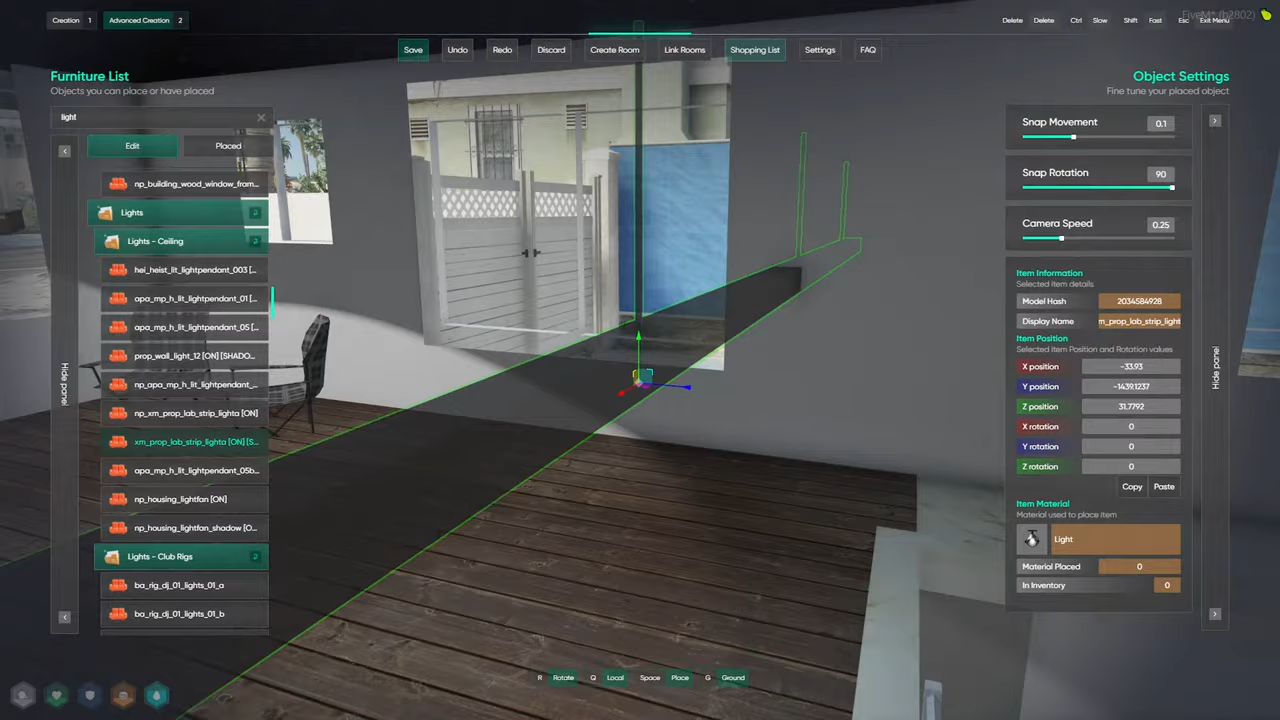 Creation 1
Advanced Creation 2
Delete Delete Ctrl Slow Shift Fast Esc Exit Menu
FiveM* (b2802)
Save Undo Redo Discard Create Room Link Rooms Shopping List Settings FAQ
Furniture List
Objects you can place or have placed
light
Edit Placed
np_building_wood_window_fram...
Lights
Lights - Ceiling
hei_heist_lit_lightpendant_003 [...
apa_mp_h_lit_lightpendant_01 [...
apa_mp_h_lit_lightpendant_05 [...
prop_wall_light_12 [ON] [SHADO...
np_apa_mp_h_lit_lightpendant_...
np_xm_prop_lab_strip_lighta [ON]
xm_prop_lab_strip_lighta [ON] [S...
apa_mp_h_lit_lightpendant_05b...
np_housing_lightfan [ON]
np_housing_lightfan_shadow [O...
Lights - Club Rigs
ba_rig_dj_01_lights_01_a
ba_rig_dj_01_lights_01_b
Hide panel
Object Settings
Fine tune your placed object
Snap Movement 0.1
Snap Rotation 90
Camera Speed 0.25
Item Information
Selected item details
Model Hash 2034584928
Display Name m_prop_lab_strip_light
Item Position
Selected Item Position and Rotation values
X position -33.93
Y position -1439.1237
Z position 31.7792
X rotation 0
Y rotation 0
Z rotation 0
Copy Paste
Item Material
Material used to place item
Light
Material Placed 0
In Inventory 0
Hide panel
R Rotate Q Local Space Place G Ground